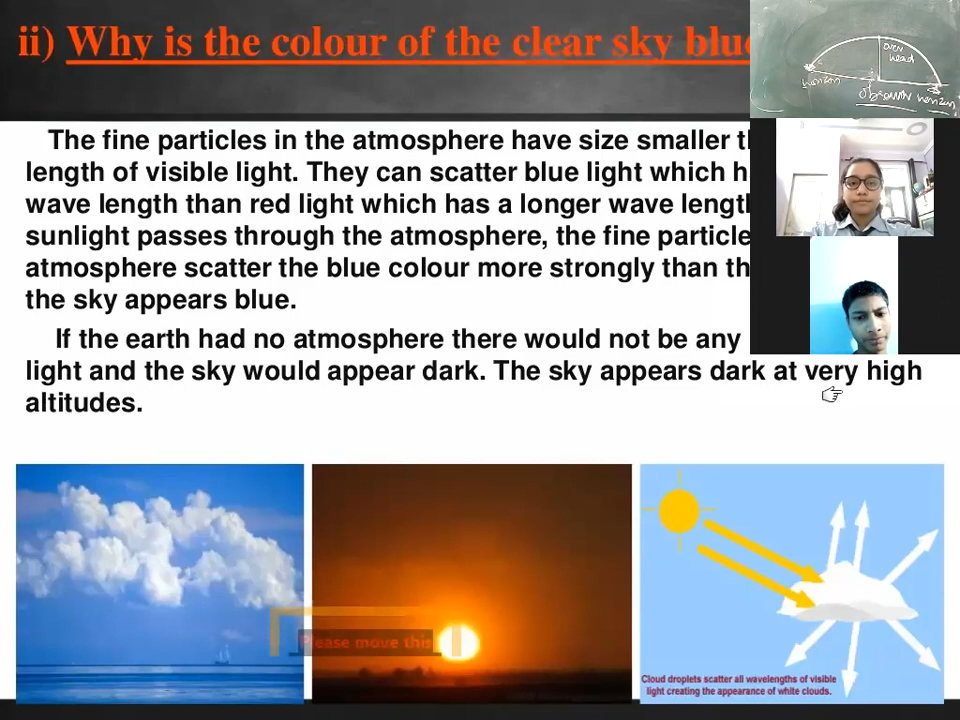 ii) Why is the colour of the clear sky blue
The fine particles in the atmosphere have size smaller
length of visible light. They can scatter blue light which
wave length than red light which has a longer wave length
sunlight passes through the atmosphere, the fine particle
atmosphere scatter the blue colour more strongly than
the sky appears blue.
If the earth had no atmosphere there would not be any
light and the sky would appear dark. The sky appears dark at very high
altitudes.
over
head
horizon
observer horizon
Please move this
Cloud droplets scatter all wavelengths of visible
light creating the appearance of white clouds.